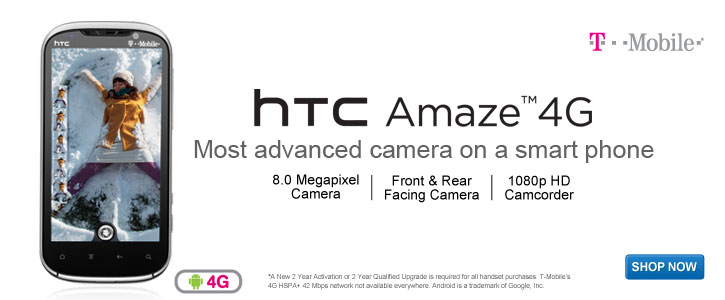 hTC T··Mobile·
T··Mobile·
hTC Amaze™ 4G
Most advanced camera on a smart phone
8.0 Megapixel
Camera
Front & Rear
Facing Camera
1080p HD
Camcorder
4G
*A New 2 Year Activation or 2 Year Qualified Upgrade is required for all handset purchases. T-Mobile's
4G HSPA+ 42 Mbps network not available everywhere. Android is a trademark of Google, Inc.
SHOP NOW